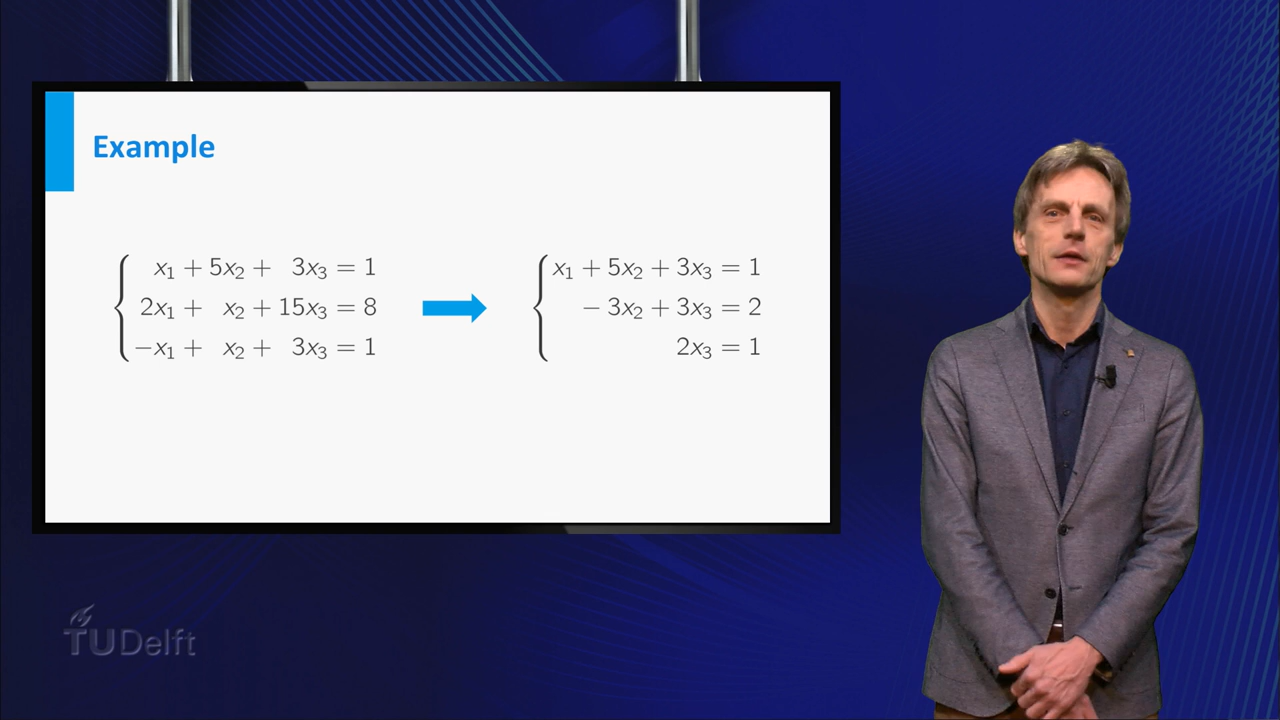 Example
x₁ + 5x₂ + 3x₃ = 1
2x₁ + x₂ + 15x₃ = 8
−x₁ + x₂ + 3x₃ = 1
x₁ + 5x₂ + 3x₃ = 1
− 3x₂ + 3x₃ = 2
2x₃ = 1
TUDelft